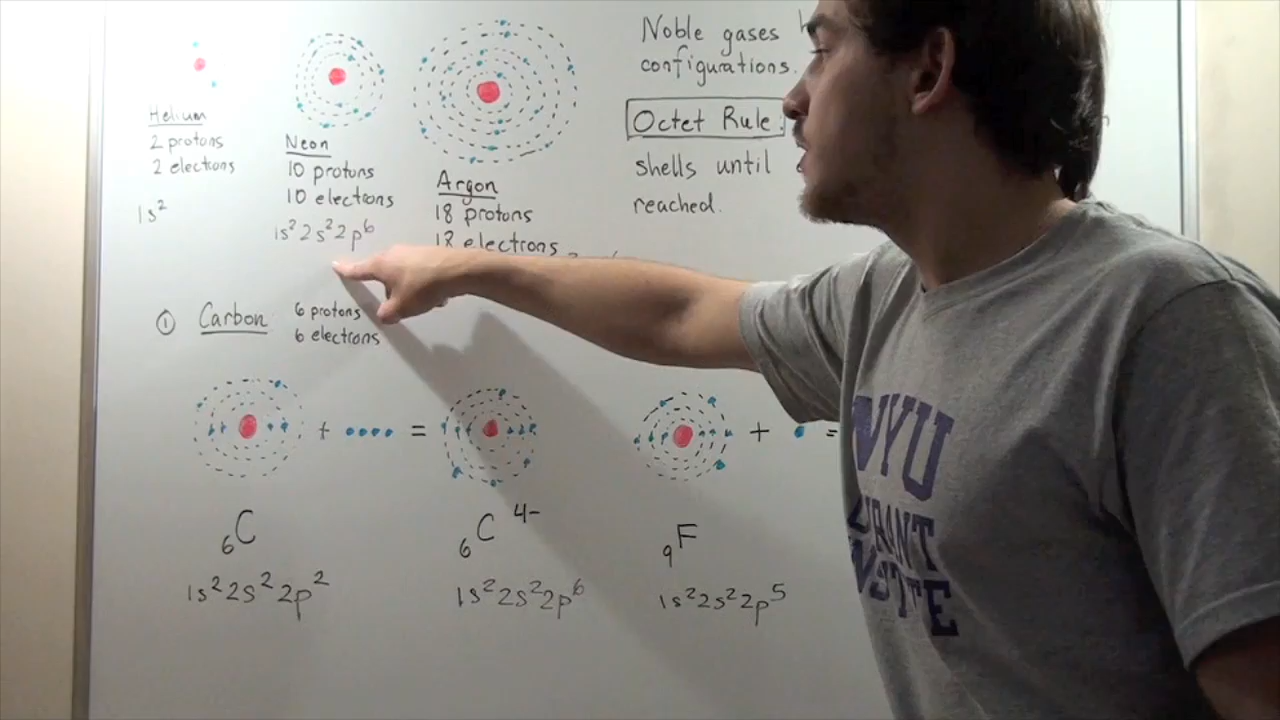 Helium
2 protons
2 electrons
1s²
Neon
10 protons
10 electrons
1s² 2s² 2p⁶
Argon
18 protons
18 electrons
Noble gases
configurations.
Octet Rule:
shells until
reached.
① Carbon
6 protons
6 electrons
+ =
+ =
₆C
₆C⁴⁻
₉F
1s² 2s² 2p²
1s² 2s² 2p⁶
1s² 2s² 2p⁵
NYU